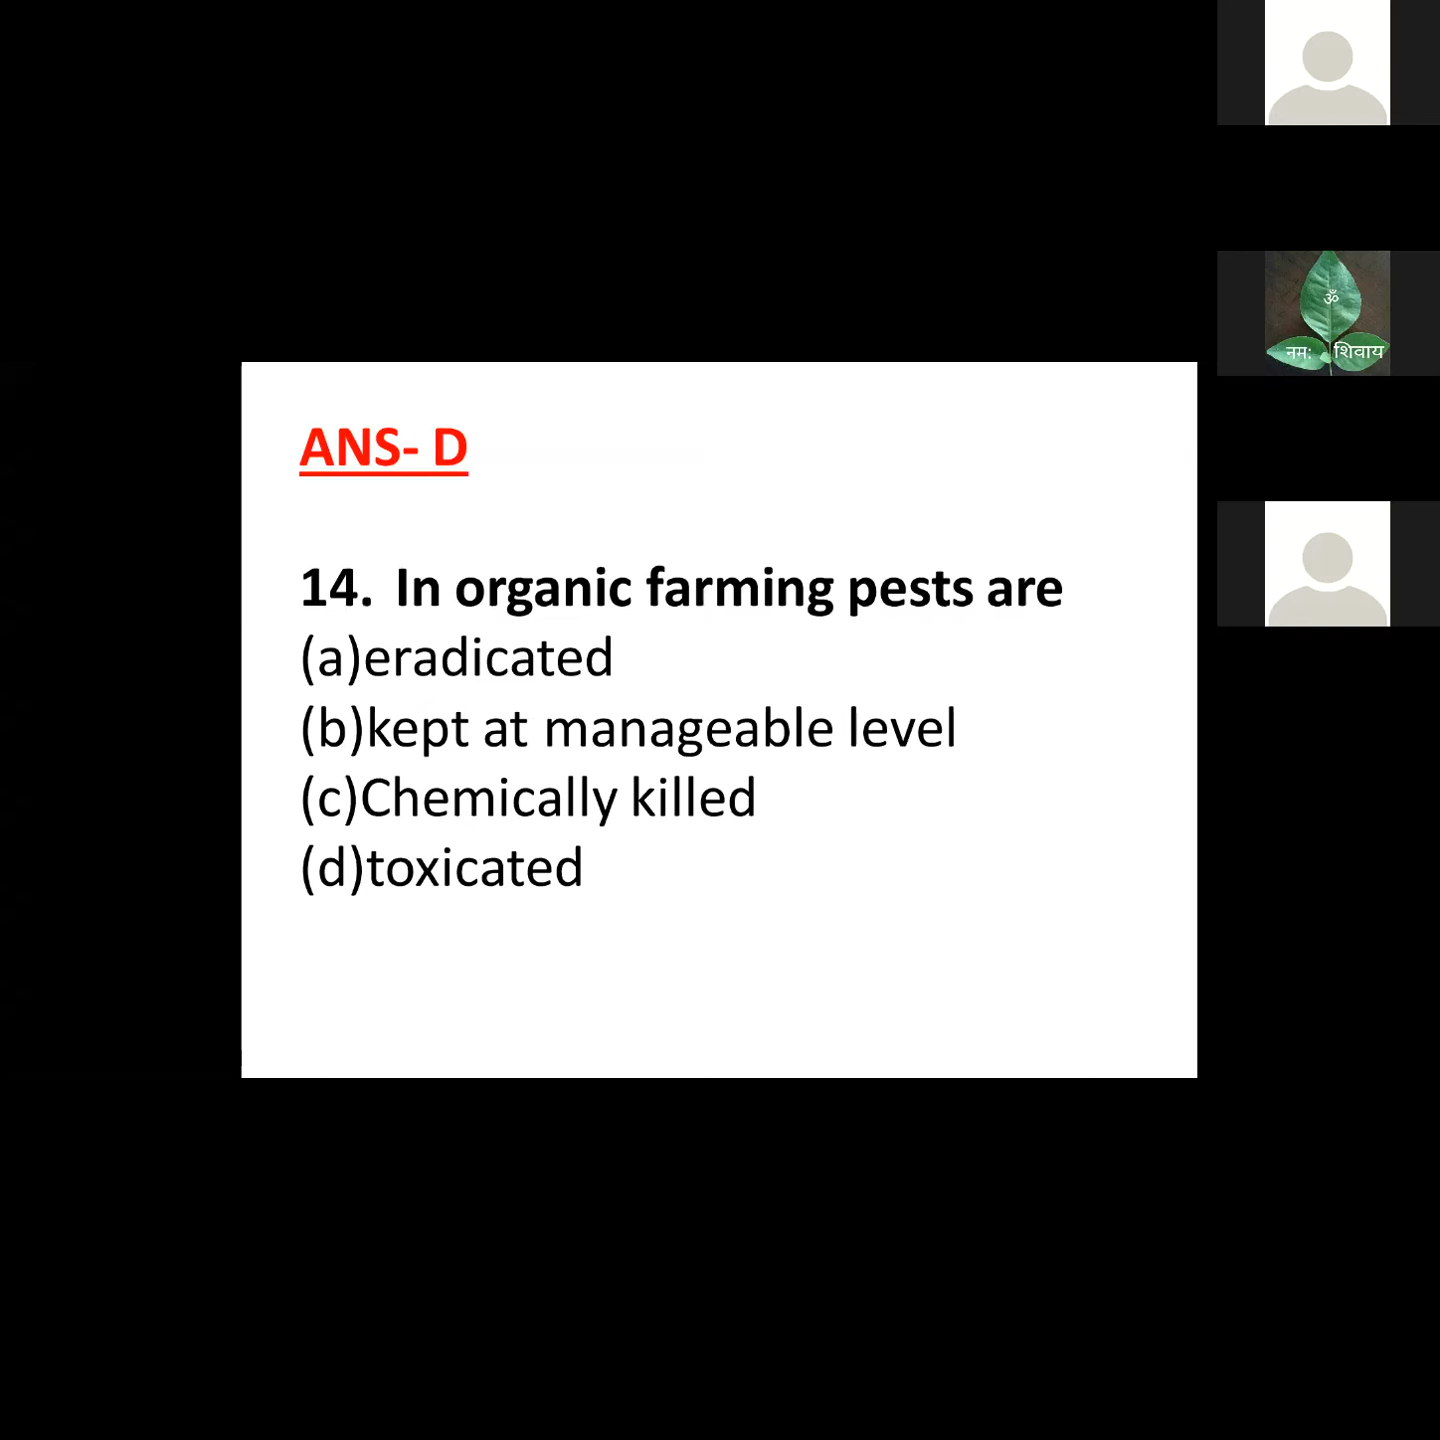 ANS- D
14. In organic farming pests are
(a)eradicated
(b)kept at manageable level
(c)Chemically killed
(d)toxicated
ॐ
नम: शिवाय